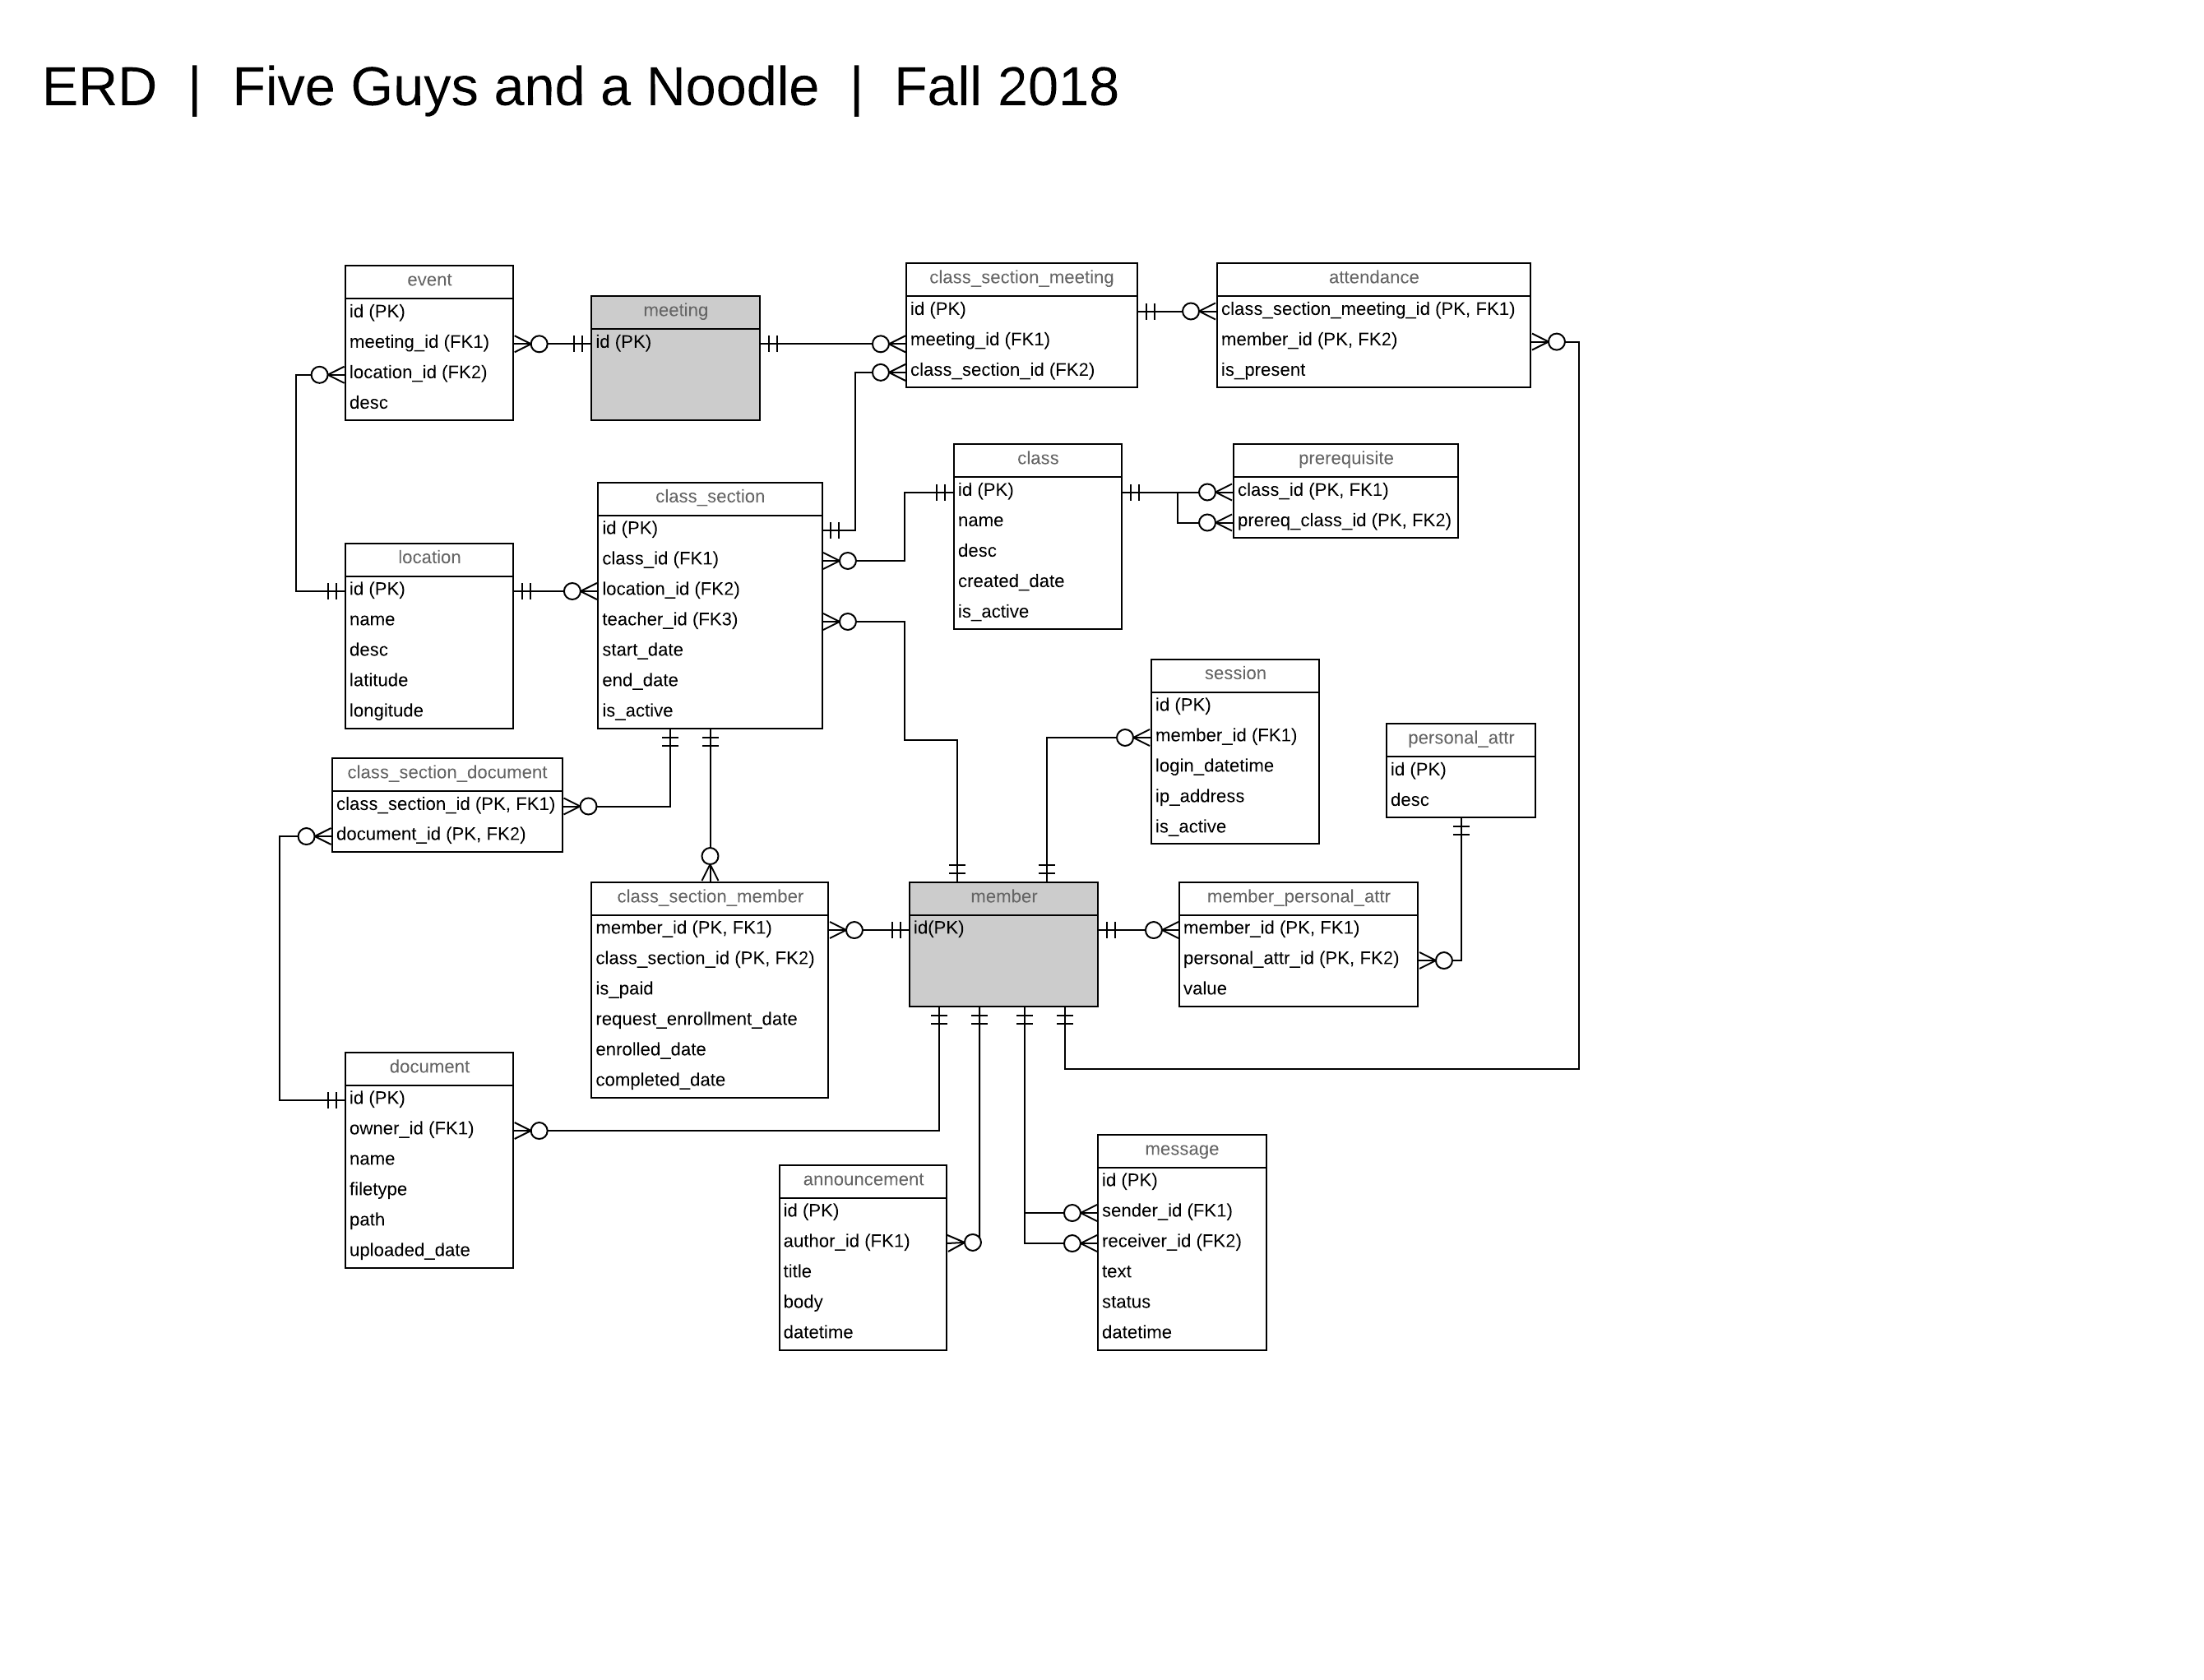 ERD | Five Guys and a Noodle | Fall 2018
event
id (PK)
meeting_id (FK1)
location_id (FK2)
desc
meeting
id (PK)
class_section_meeting
id (PK)
meeting_id (FK1)
class_section_id (FK2)
attendance
class_section_meeting_id (PK, FK1)
member_id (PK, FK2)
is_present
class
id (PK)
name
desc
created_date
is_active
prerequisite
class_id (PK, FK1)
prereq_class_id (PK, FK2)
class_section
id (PK)
class_id (FK1)
location_id (FK2)
teacher_id (FK3)
start_date
end_date
is_active
location
id (PK)
name
desc
latitude
longitude
session
id (PK)
member_id (FK1)
login_datetime
ip_address
is_active
personal_attr
id (PK)
desc
class_section_document
class_section_id (PK, FK1)
document_id (PK, FK2)
class_section_member
member_id (PK, FK1)
class_section_id (PK, FK2)
is_paid
request_enrollment_date
enrolled_date
completed_date
member
id(PK)
member_personal_attr
member_id (PK, FK1)
personal_attr_id (PK, FK2)
value
document
id (PK)
owner_id (FK1)
name
filetype
path
uploaded_date
announcement
id (PK)
author_id (FK1)
title
body
datetime
message
id (PK)
sender_id (FK1)
receiver_id (FK2)
text
status
datetime